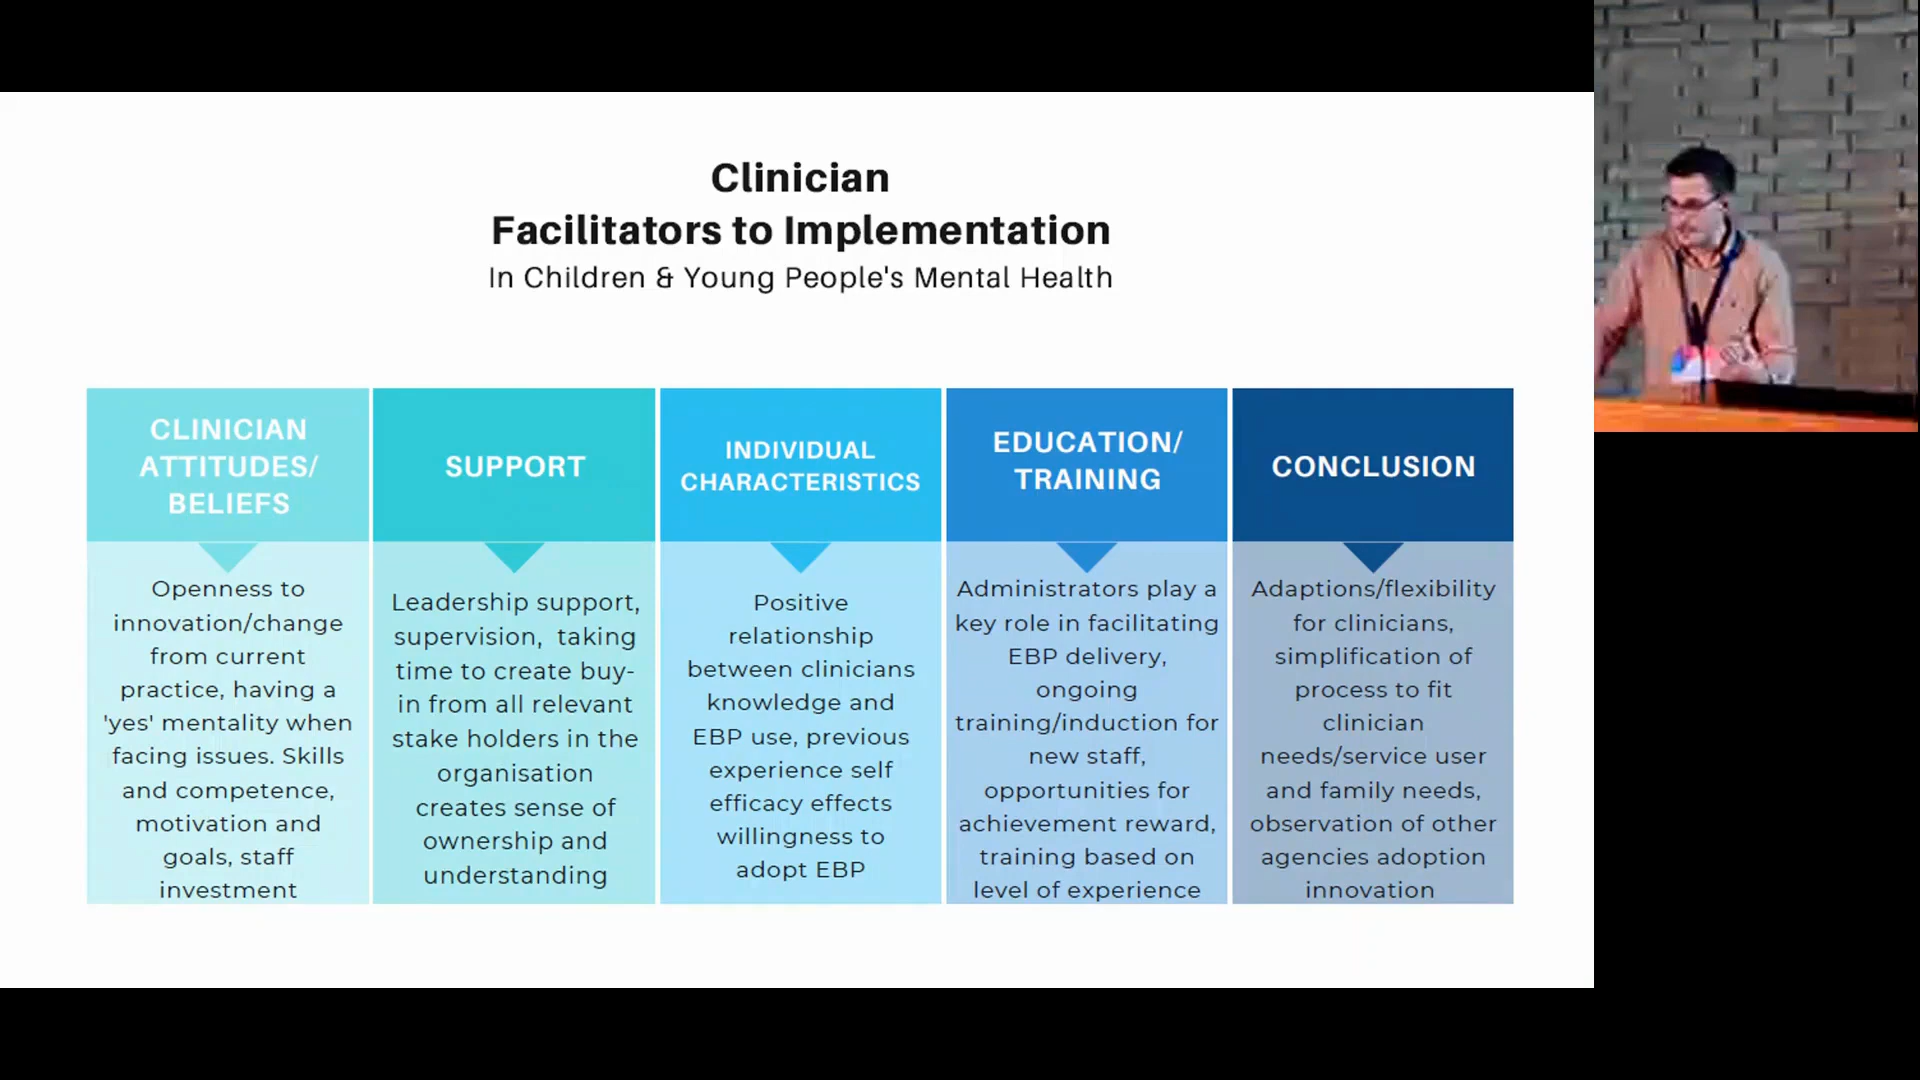 Clinician
Facilitators to Implementation
In Children & Young People's Mental Health
CLINICIAN
ATTITUDES/
BELIEFS
Openness to
innovation/change
from current
practice, having a
'yes' mentality when
facing issues. Skills
and competence,
motivation and
goals, staff
investment
SUPPORT
Leadership support,
supervision, taking
time to create buy-
in from all relevant
stake holders in the
organisation
creates sense of
ownership and
understanding
INDIVIDUAL
CHARACTERISTICS
Positive
relationship
between clinicians
knowledge and
EBP use, previous
experience self
efficacy effects
willingness to
adopt EBP
EDUCATION/
TRAINING
Administrators play a
key role in facilitating
EBP delivery,
ongoing
training/induction for
new staff,
opportunities for
achievement reward,
training based on
level of experience
CONCLUSION
Adaptions/flexibility
for clinicians,
simplification of
process to fit
clinician
needs/service user
and family needs,
observation of other
agencies adoption
innovation